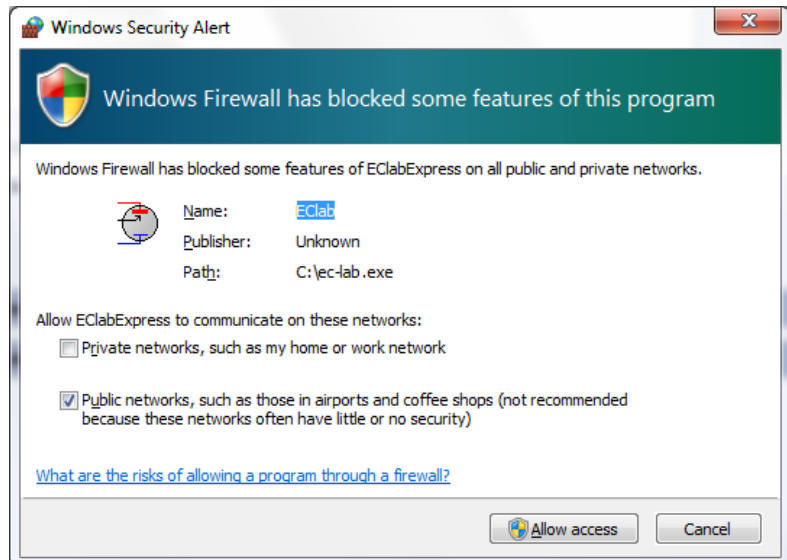 Windows Security Alert
Windows Firewall has blocked some features of this program
Windows Firewall has blocked some features of EClabExpress on all public and private networks.
Name: EClab
Publisher: Unknown
Path: C:\ec-lab.exe
Allow EClabExpress to communicate on these networks:
Private networks, such as my home or work network
Public networks, such as those in airports and coffee shops (not recommended
because these networks often have little or no security)
What are the risks of allowing a program through a firewall?
Allow access Cancel